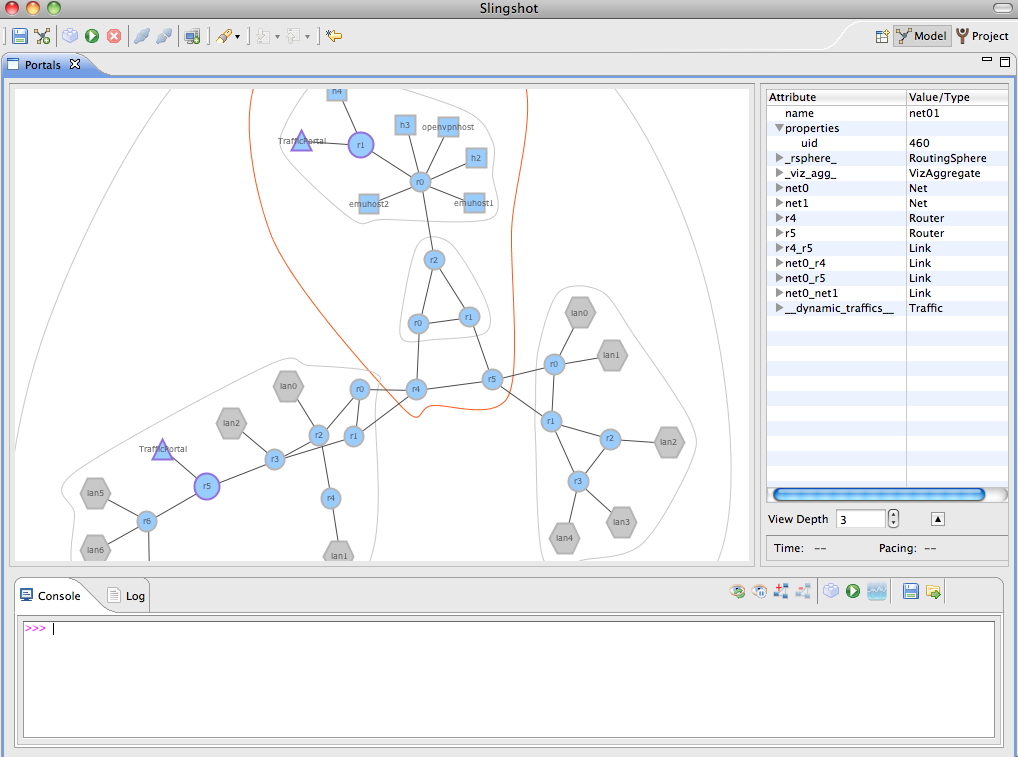 Slingshot
Model
Project
Portals
h4
TrafficPortal
r1
h3
openvpnhost
h2
r0
emuhost2
emuhost1
r2
r0
r1
r4
r5
lan0
lan1
r0
r1
r2
lan2
r3
lan3
lan4
lan0
r0
lan2
r2
r1
TrafficPortal
r3
r5
r4
lan5
r6
lan6
lan1
Attribute Value/Type
name net01
properties
uid 460
_rsphere_ RoutingSphere
_viz_agg_ VizAggregate
net0 Net
net1 Net
r4 Router
r5 Router
r4_r5 Link
net0_r4 Link
net0_r5 Link
net0_net1 Link
__dynamic_traffics__ Traffic
View Depth 3
Time: -- Pacing: --
Console
Log
>>>